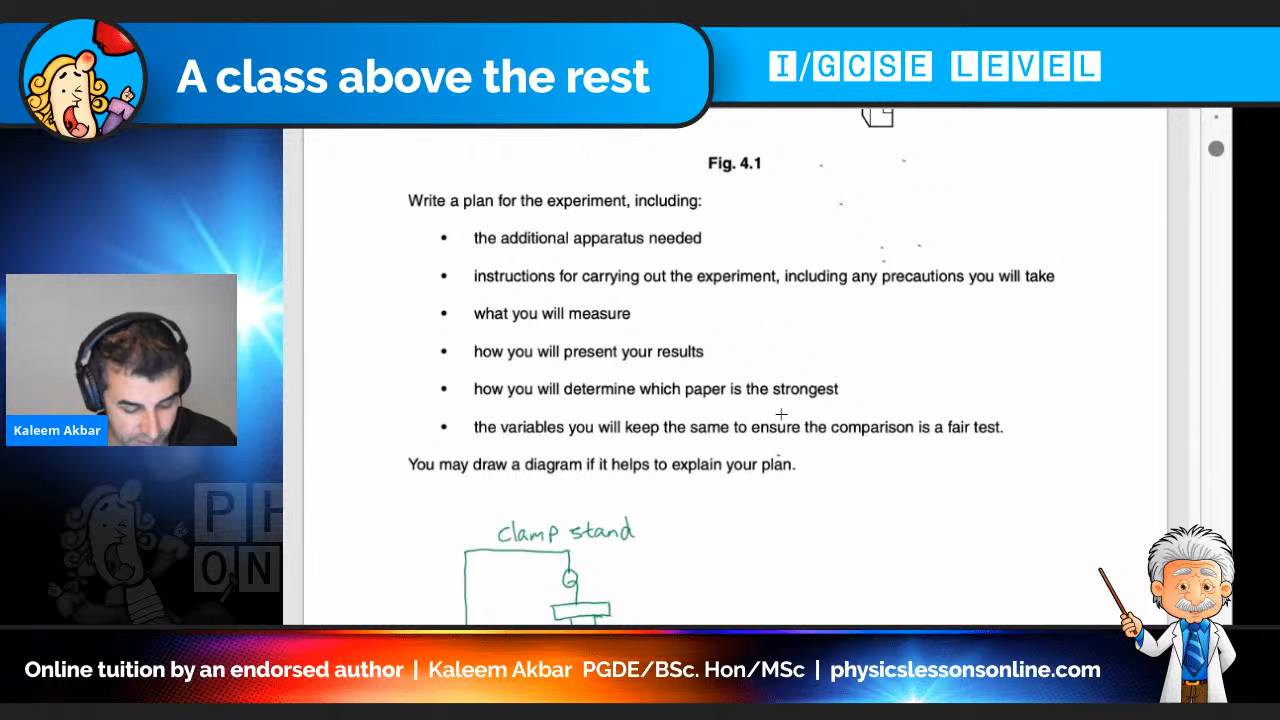 A class above the rest
I/GCSE LEVEL
Fig. 4.1
Write a plan for the experiment, including:
• the additional apparatus needed
• instructions for carrying out the experiment, including any precautions you will take
• what you will measure
• how you will present your results
• how you will determine which paper is the strongest
• the variables you will keep the same to ensure the comparison is a fair test.
You may draw a diagram if it helps to explain your plan.
clamp stand
Kaleem Akbar
PH
ON
Online tuition by an endorsed author | Kaleem Akbar PGDE/BSc. Hon/MSc | physicslessonsonline.com